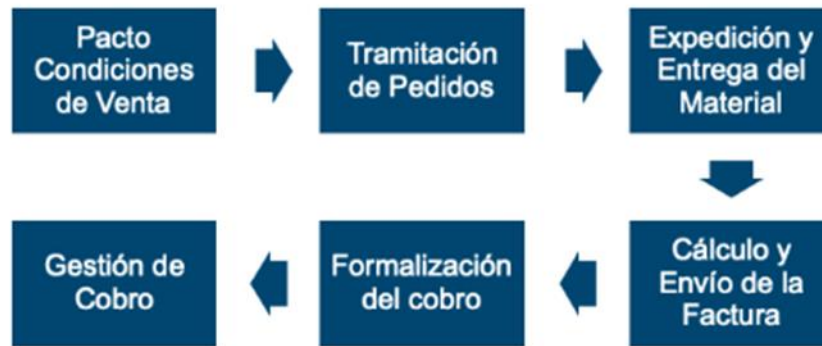 Pacto
Condiciones
de Venta
Tramitación
de Pedidos
Expedición y
Entrega del
Material
Cálculo y
Envío de la
Factura
Formalización
del cobro
Gestión de
Cobro